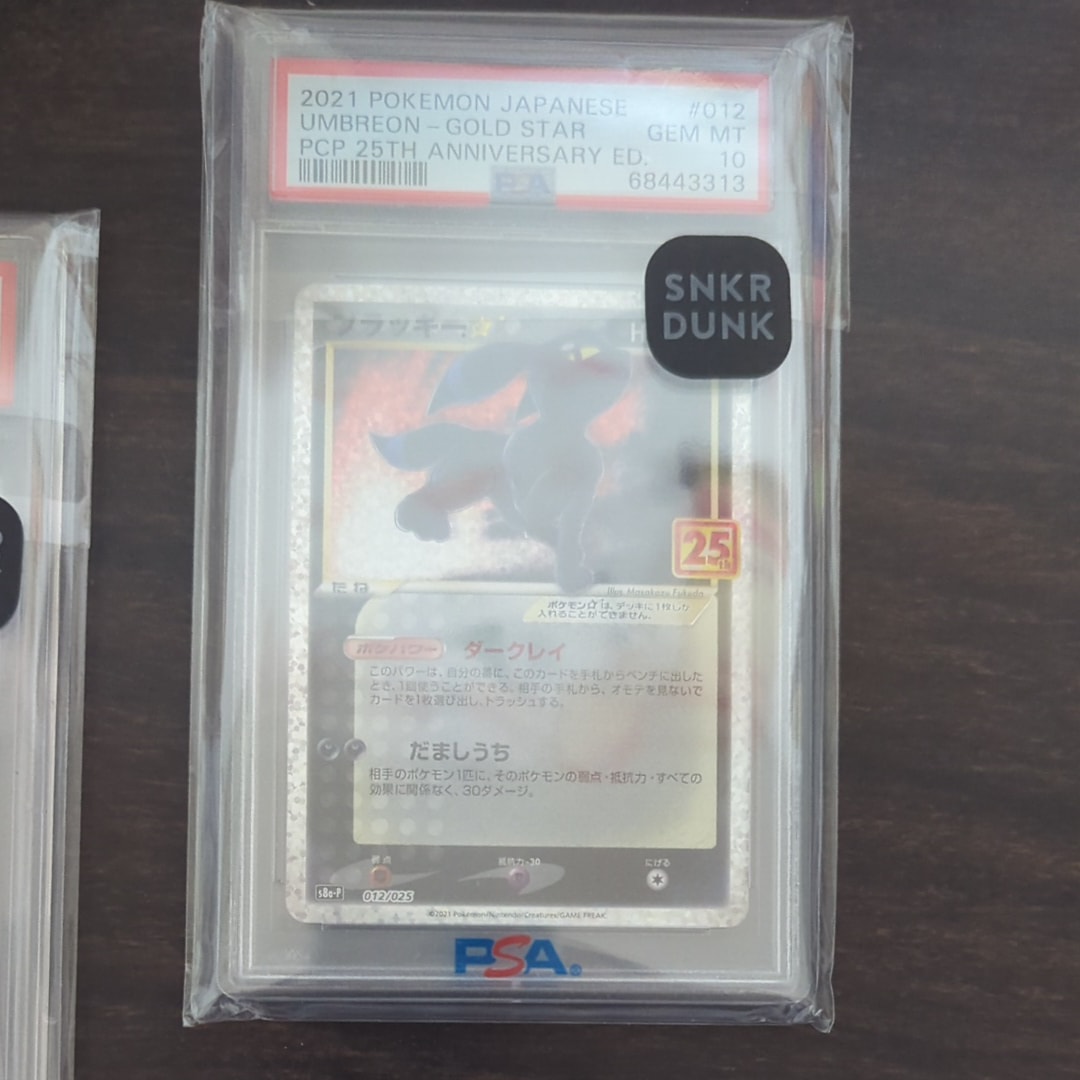 2021 POKEMON JAPANESE #012
UMBREON - GOLD STAR GEM MT
PCP 25TH ANNIVERSARY ED. 10
PSA 68443313
SNKR
DUNK
ブラッキー☆ H
25
TH
たね
Illus. Masakazu Fukuda
ポケモン☆は、デッキに1枚しか
入れることができません。
ポケパワー ダークレイ
このパワーは、自分の番に、このカードを手札からベンチに出した
とき、1回使うことができる。相手の手札から、オモテを見ないで
カードを1枚選び出し、トラッシュする。
だましうち
相手のポケモン1匹に、そのポケモンの弱点・抵抗力・すべての
効果に関係なく、30ダメージ。
弱点 抵抗力-30 にげる
s8a-P 012/025
©2021 Pokémon/Nintendo/Creatures/GAME FREAK.
PSA®